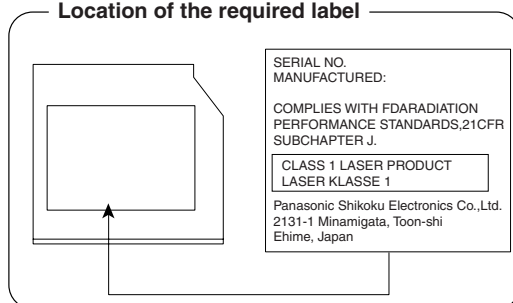 Location of the required label
SERIAL NO.
MANUFACTURED:
COMPLIES WITH FDARADIATION
PERFORMANCE STANDARDS,21CFR
SUBCHAPTER J.
CLASS 1 LASER PRODUCT
LASER KLASSE 1
Panasonic Shikoku Electronics Co.,Ltd.
2131-1 Minamigata, Toon-shi
Ehime, Japan